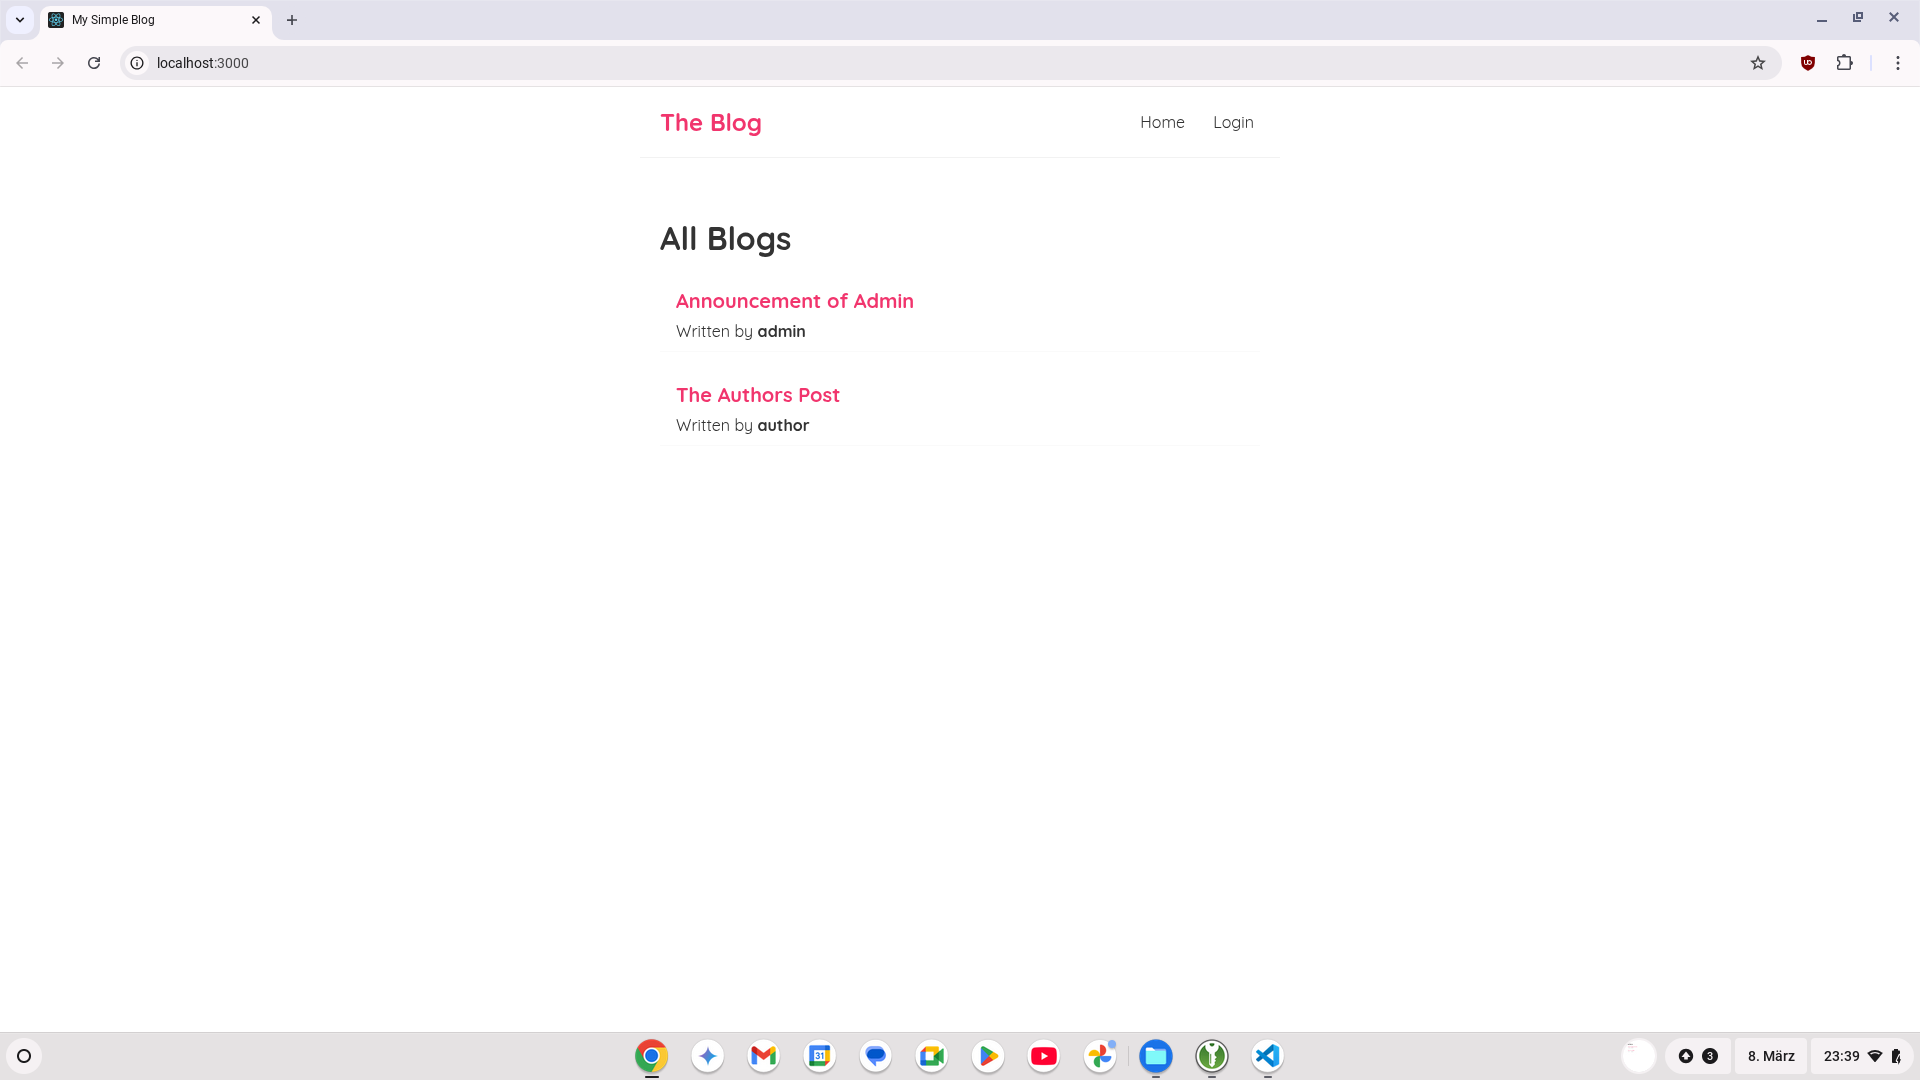 My Simple Blog
localhost:3000
The Blog
Home
Login
All Blogs
Announcement of Admin
Written by admin
The Authors Post
Written by author
31
3
8. März
23:39